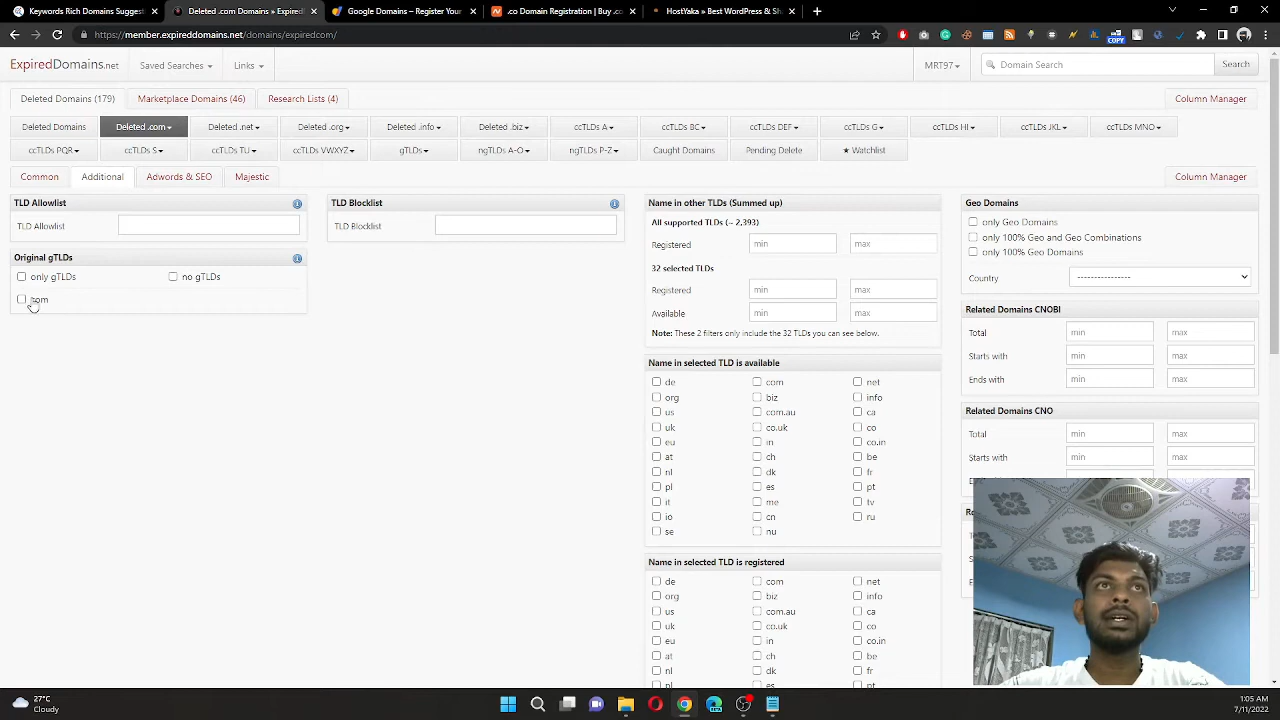 Keywords Rich Domains Suggest
Deleted .com Domains » Expired
Google Domains – Register Your
.co Domain Registration | Buy .co
HostYaka » Best WordPress & Sh
https://member.expireddomains.net/domains/expiredcom/
COPY
ExpiredDomains.net
Saved Searches
Links
MRT97
Domain Search
Search
Deleted Domains (179)
Marketplace Domains (46)
Research Lists (4)
Column Manager
Deleted Domains
Deleted .com
Deleted .net
Deleted .org
Deleted .info
Deleted .biz
ccTLDs A
ccTLDs BC
ccTLDs DEF
ccTLDs G
ccTLDs HI
ccTLDs JKL
ccTLDs MNO
ccTLDs PQR
ccTLDs S
ccTLDs TU
ccTLDs VWXYZ
gTLDs
ngTLDs A-O
ngTLDs P-Z
Caught Domains
Pending Delete
★ Watchlist
Common
Additional
Adwords & SEO
Majestic
Column Manager
TLD Allowlist
TLD Allowlist
Original gTLDs
only gTLDs
no gTLDs
com
TLD Blocklist
TLD Blocklist
Name in other TLDs (Summed up)
All supported TLDs (~ 2,393)
Registered min max
32 selected TLDs
Registered min max
Available min max
Note: These 2 filters only include the 32 TLDs you can see below.
Name in selected TLD is available
de com net
org biz info
us com.au ca
uk co.uk co
eu in co.in
at ch be
nl dk fr
pl es pt
it me tv
io cn ru
se nu
Name in selected TLD is registered
de com net
org biz info
us com.au ca
uk co.uk co
eu in co.in
at ch be
nl dk fr
pl es pt
Geo Domains
only Geo Domains
only 100% Geo and Geo Combinations
only 100% Geo Domains
Country ----------------
Related Domains CNOBI
Total min max
Starts with min max
Ends with min max
Related Domains CNO
Total min max
Starts with min max
27°C
Cloudy
1:05 AM
7/11/2022